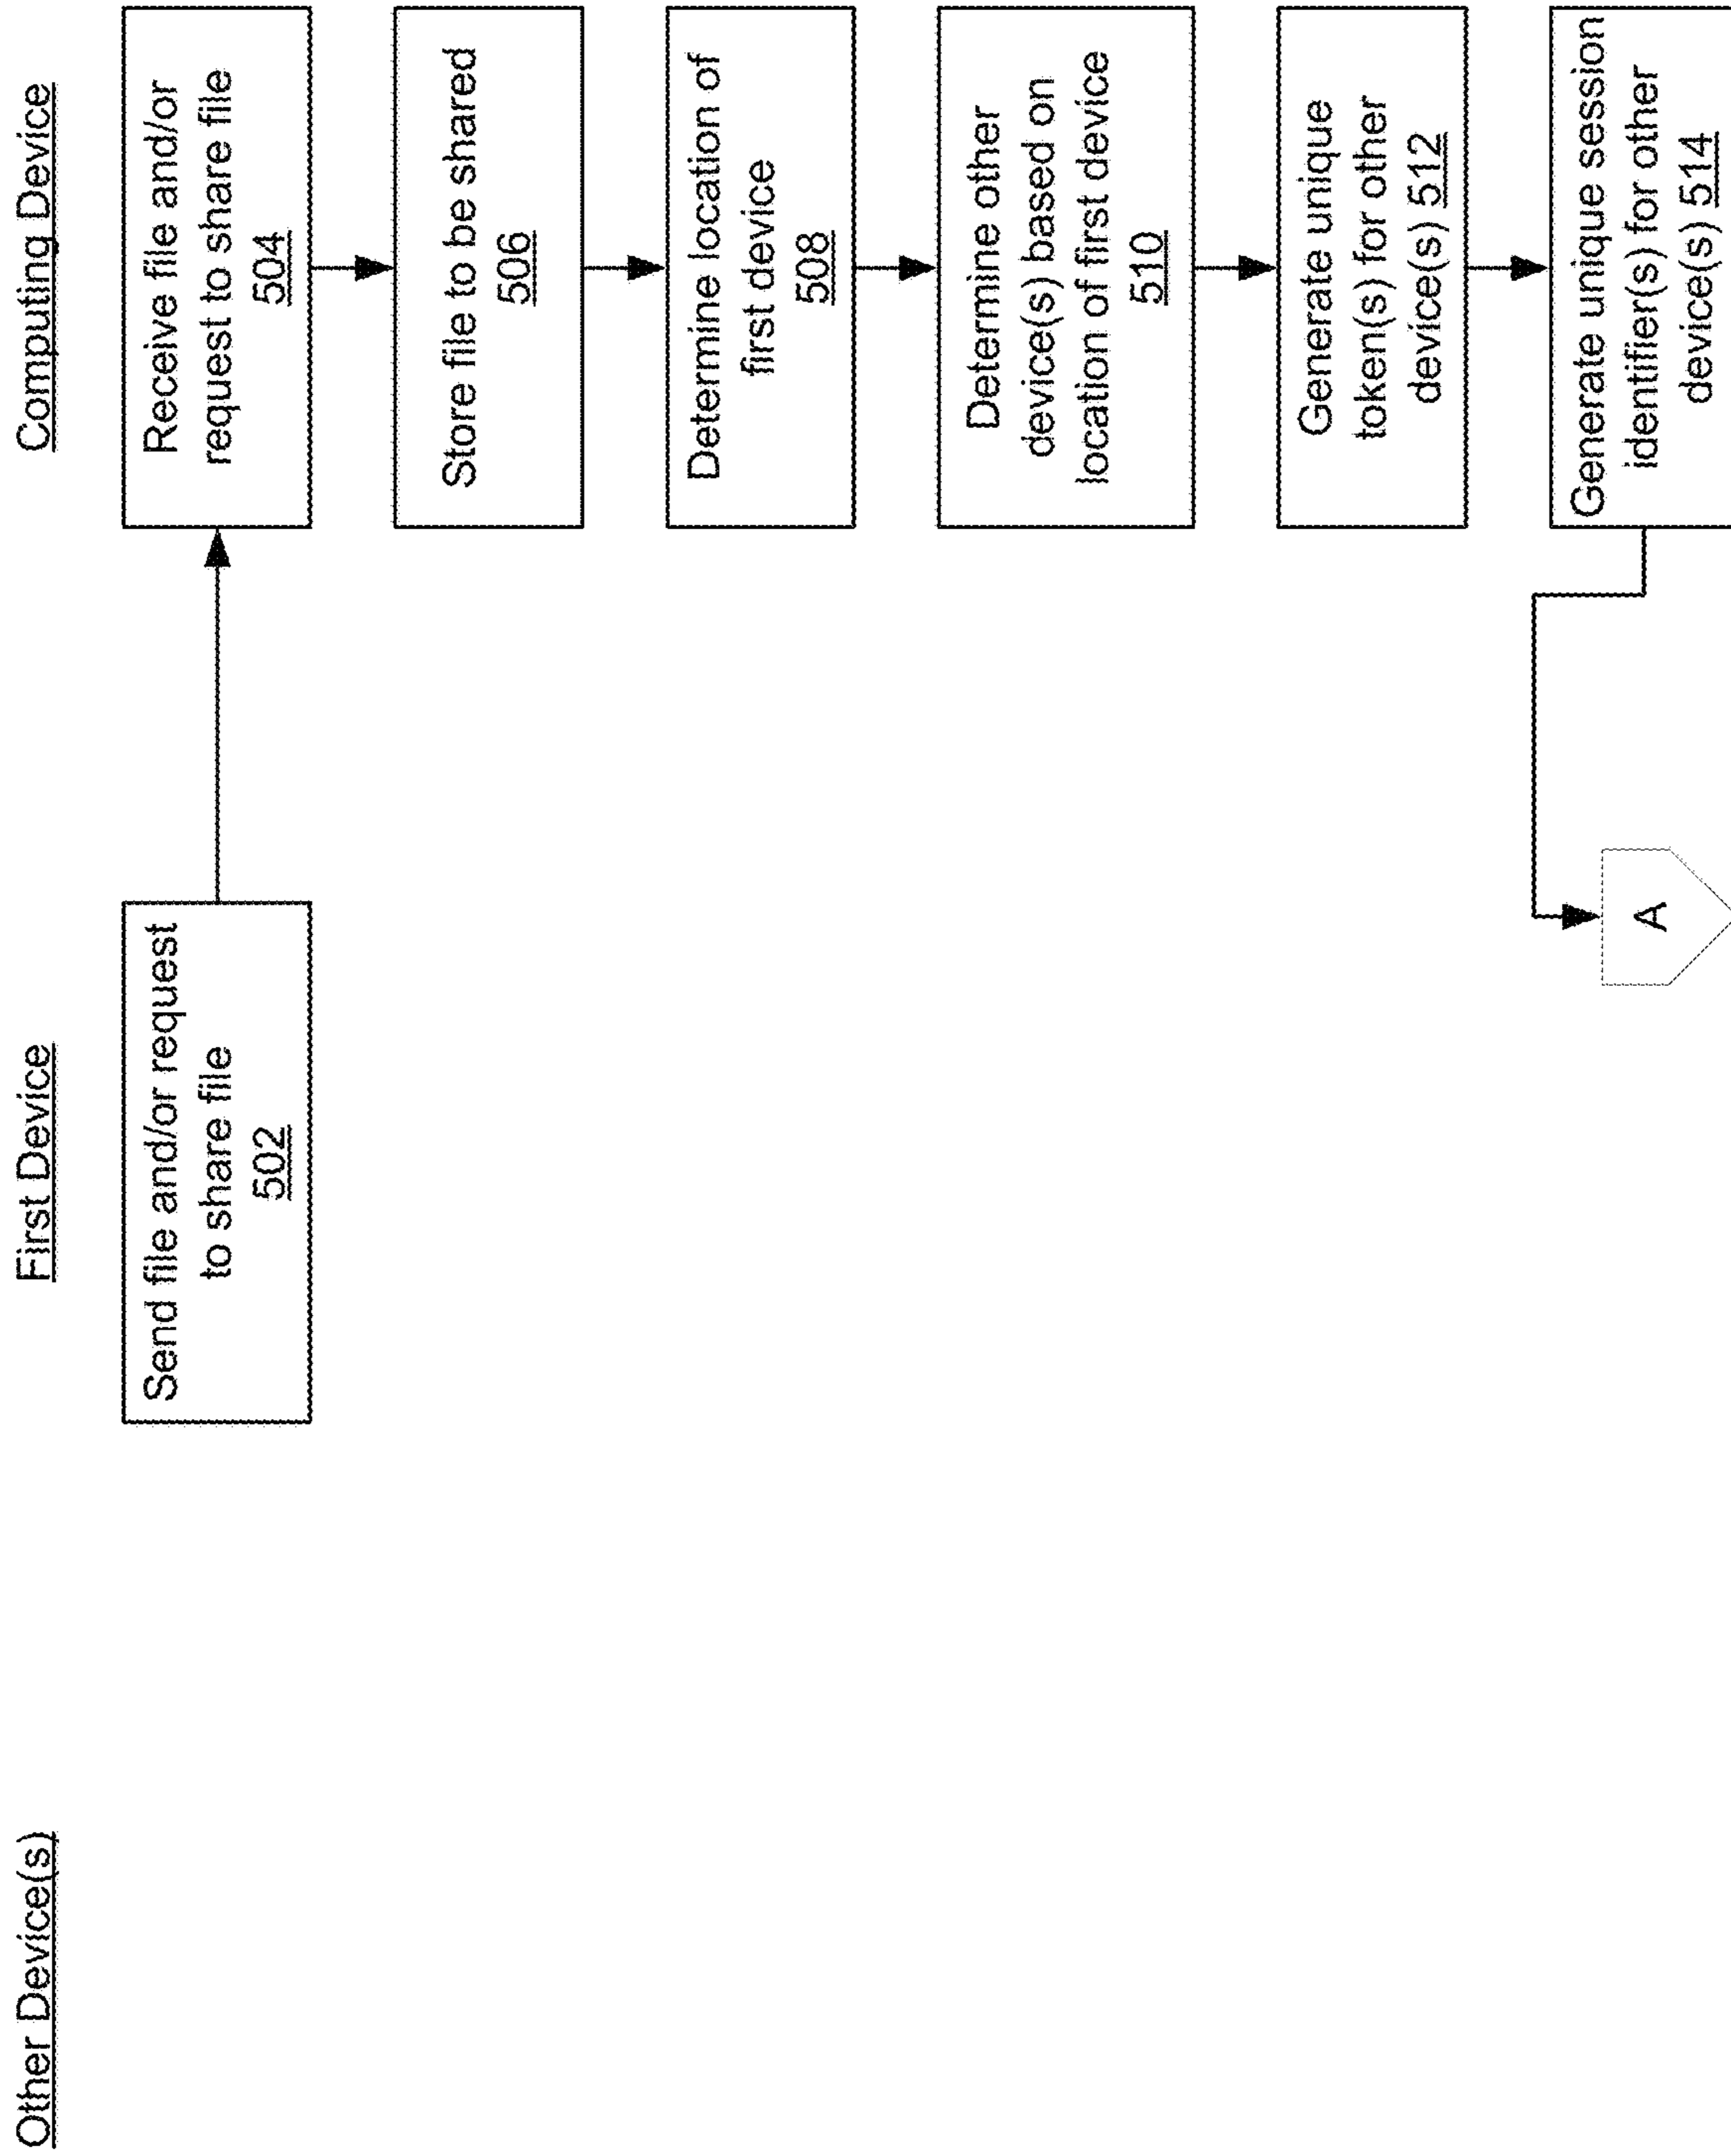 Other Device(s)
First Device
Computing Device
Send file and/or request
to share file
502
Receive file and/or
request to share file
504
Store file to be shared
506
Determine location of
first device
508
Determine other
device(s) based on
location of first device
510
Generate unique
token(s) for other
device(s) 512
Generate unique session
identifier(s) for other
device(s) 514
A